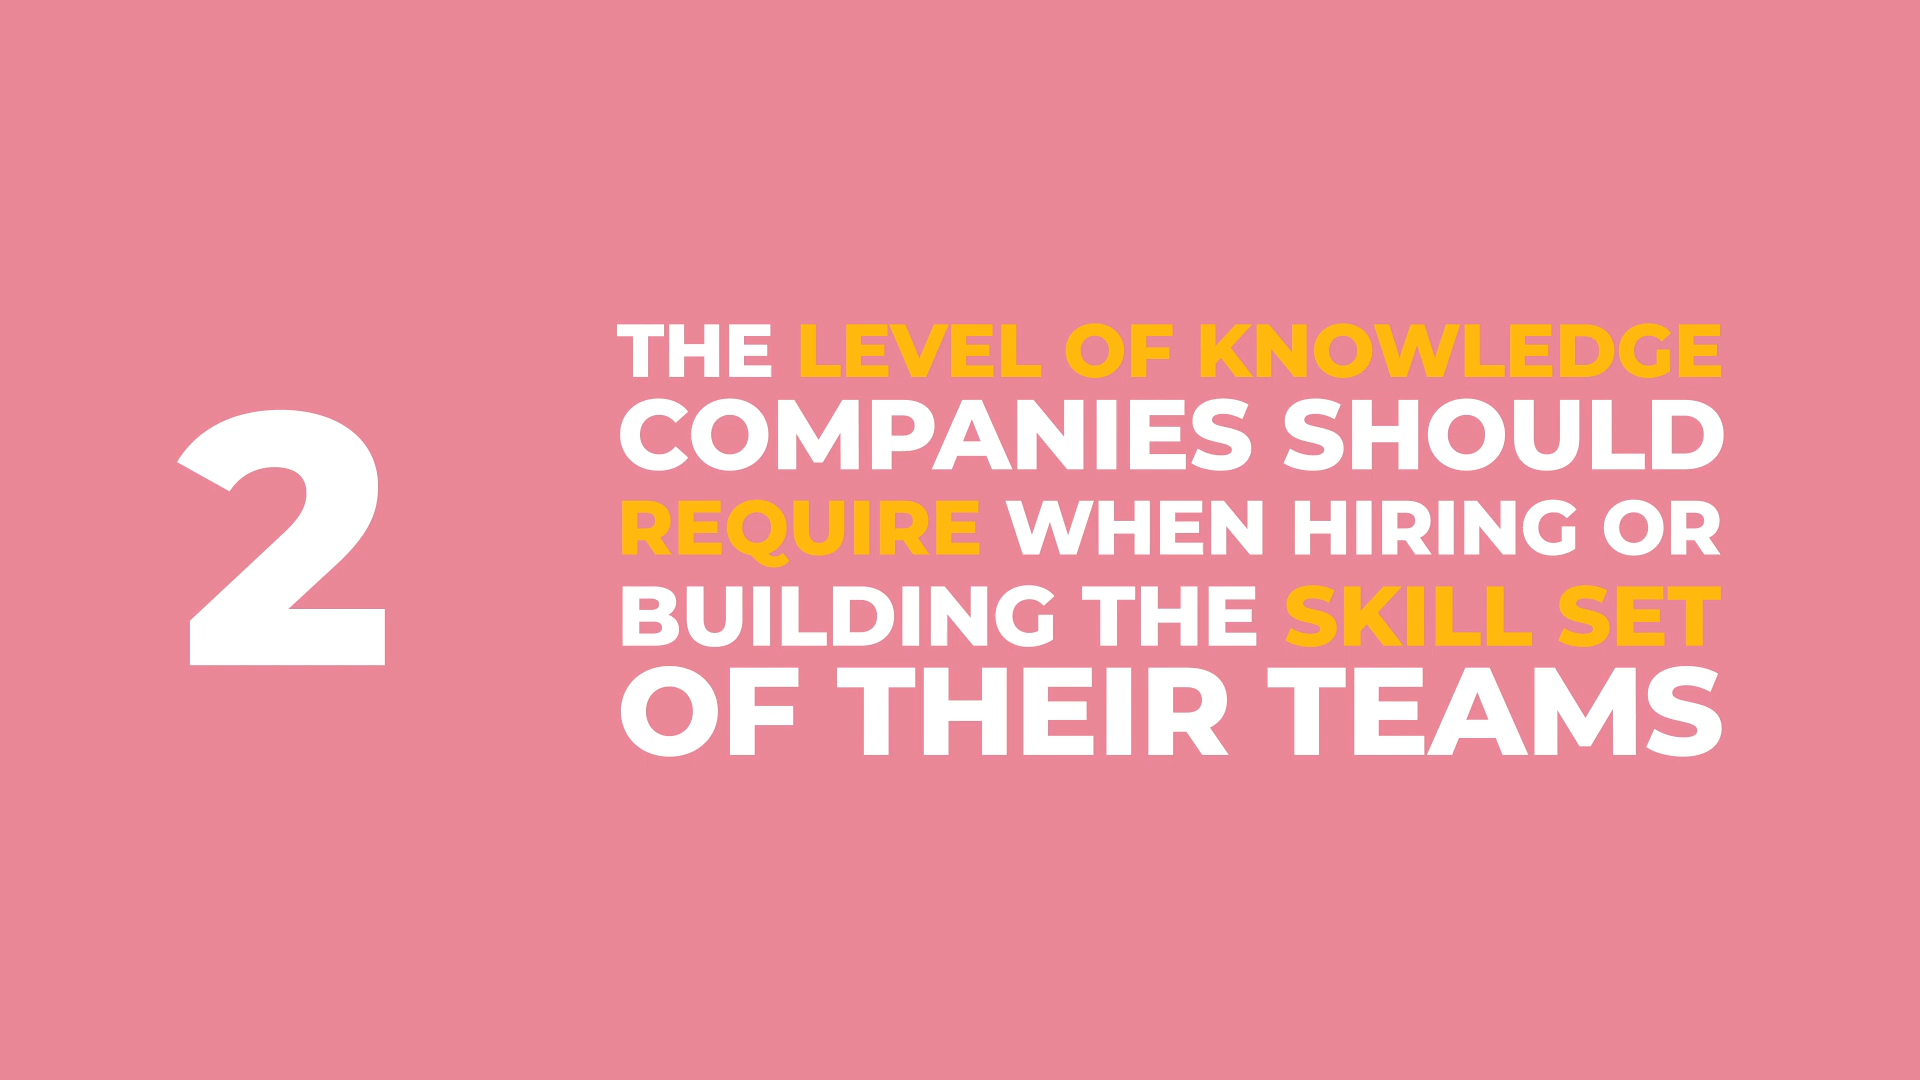 2
THE LEVEL OF KNOWLEDGE
COMPANIES SHOULD
REQUIRE WHEN HIRING OR
BUILDING THE SKILL SET
OF THEIR TEAMS